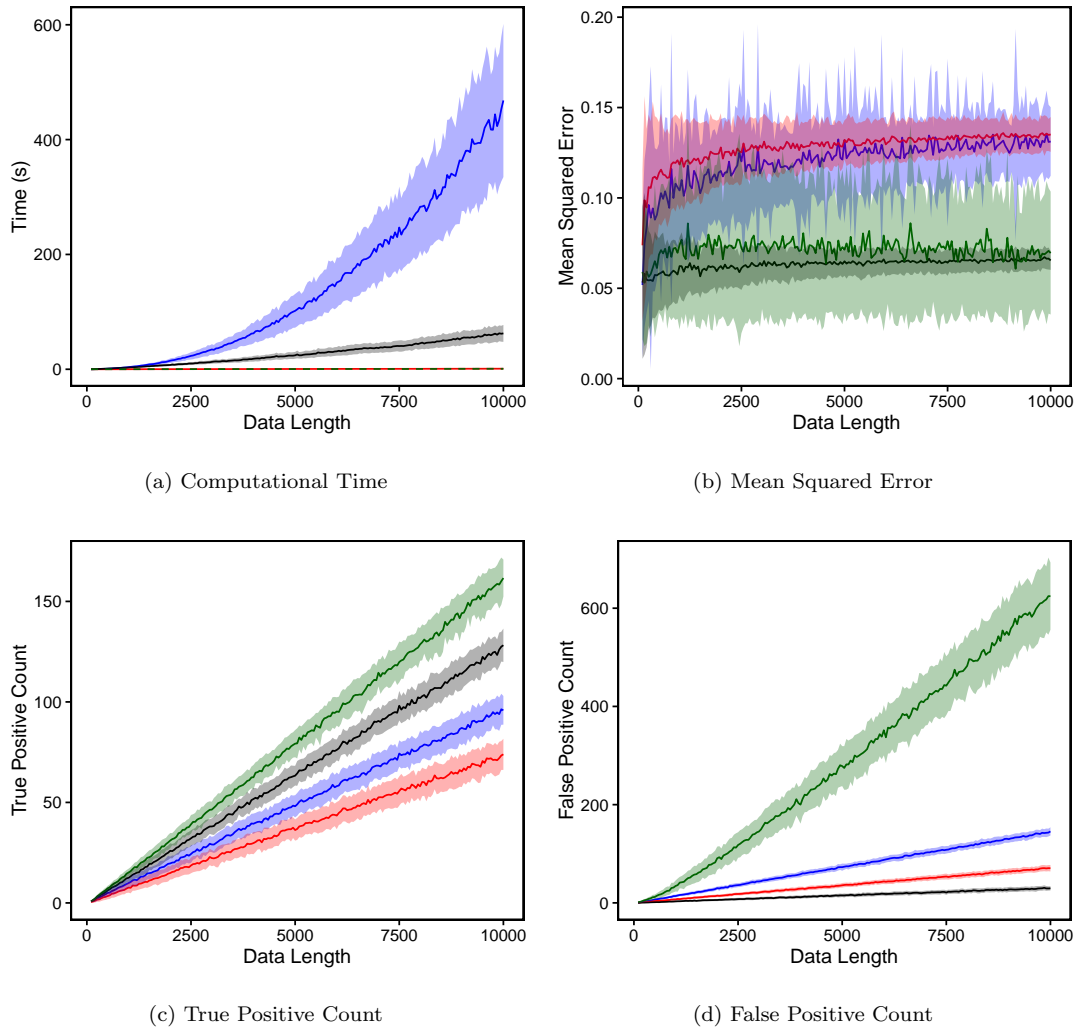 600
400
200
0
Time (s)
0 2500 5000 7500 10000
Data Length
(a) Computational Time
0.20
0.15
0.10
0.05
0.00
Mean Squared Error
0 2500 5000 7500 10000
Data Length
(b) Mean Squared Error
150
100
50
0
True Positive Count
0 2500 5000 7500 10000
Data Length
(c) True Positive Count
600
400
200
0
False Positive Count
0 2500 5000 7500 10000
Data Length
(d) False Positive Count